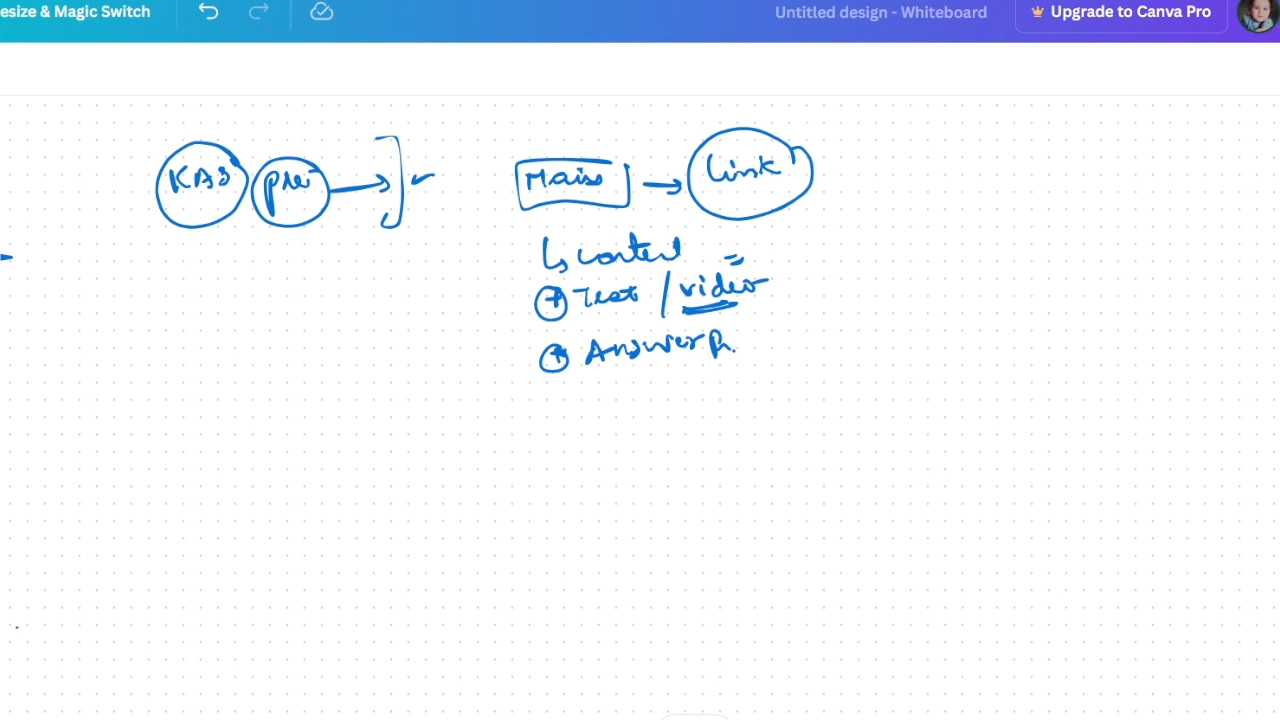 esize & Magic Switch
Untitled design - Whiteboard
Upgrade to Canva Pro
KAS pre
Mains
Link
content
Test / video
Answer P.